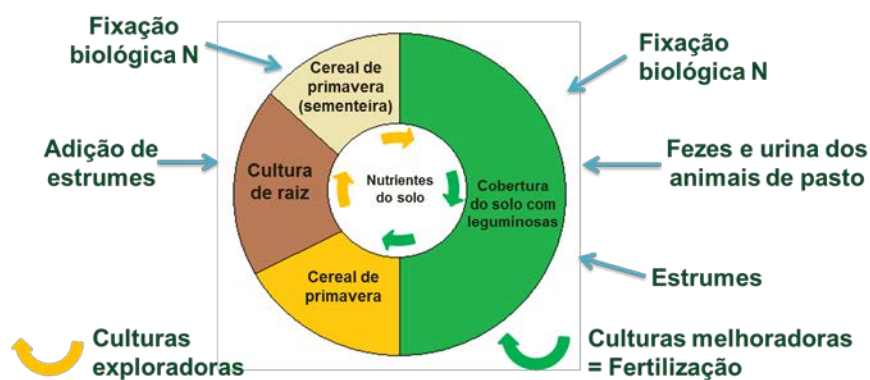 Fixação
biológica N
Cereal de
primavera
(sementeira)
Fixação
biológica N
Adição de
estrumes
Cultura
de raiz
Nutrientes
do solo
Cobertura
do solo com
leguminosas
Fezes e urina dos
animais de pasto
Cereal de
primavera
Estrumes
Culturas
exploradoras
Culturas melhoradoras
= Fertilização